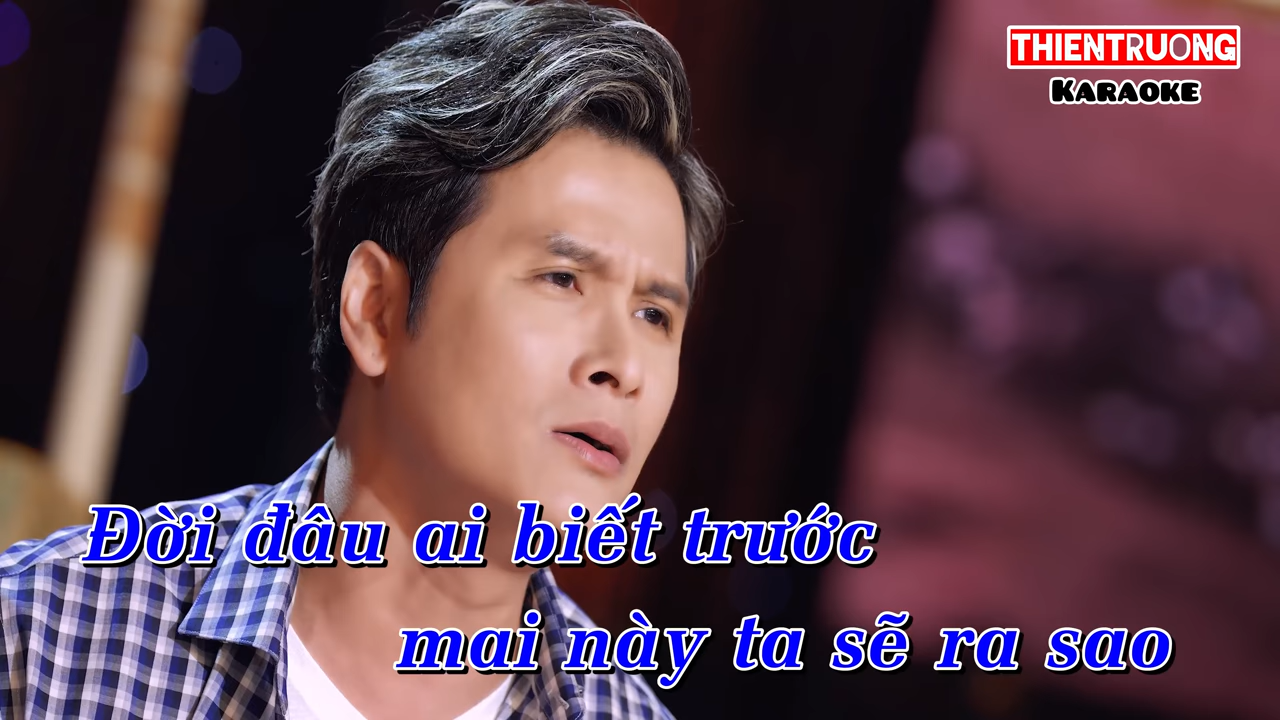 THIENTRUONG
KARAOKE
Đời đâu ai biết trước
mai này ta sẽ ra sao